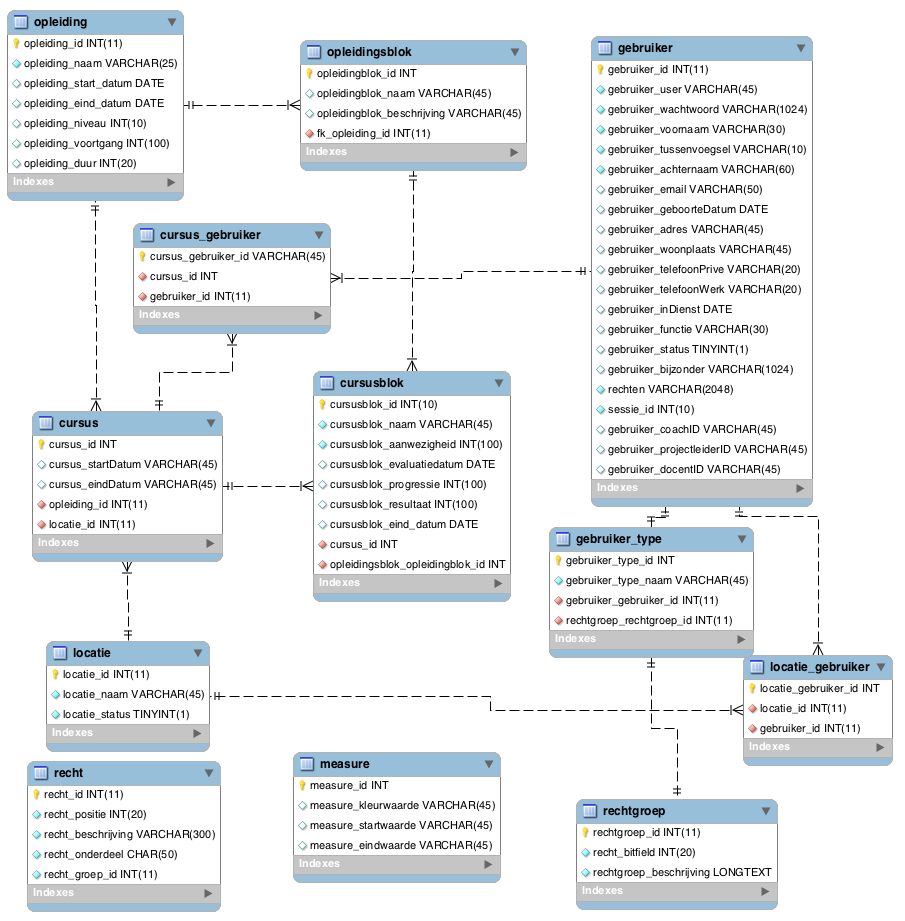 opleiding
opleiding_id INT(11)
opleiding_naam VARCHAR(25)
opleiding_start_datum DATE
opleiding_eind_datum DATE
opleiding_niveau INT(10)
opleiding_voortgang INT(100)
opleiding_duur INT(20)
Indexes
opleidingsblok
opleidingblok_id INT
opleidingblok_naam VARCHAR(45)
opleidingblok_beschrijving VARCHAR(45)
fk_opleiding_id INT(11)
Indexes
gebruiker
gebruiker_id INT(11)
gebruiker_user VARCHAR(45)
gebruiker_wachtwoord VARCHAR(1024)
gebruiker_voornaam VARCHAR(30)
gebruiker_tussenvoegsel VARCHAR(10)
gebruiker_achternaam VARCHAR(60)
gebruiker_email VARCHAR(50)
gebruiker_geboorteDatum DATE
gebruiker_adres VARCHAR(45)
gebruiker_woonplaats VARCHAR(45)
gebruiker_telefoonPrive VARCHAR(20)
gebruiker_telefoonWerk VARCHAR(20)
gebruiker_inDienst DATE
gebruiker_functie VARCHAR(30)
gebruiker_status TINYINT(1)
gebruiker_bijzonder VARCHAR(1024)
rechten VARCHAR(2048)
sessie_id INT(10)
gebruiker_coachID VARCHAR(45)
gebruiker_projectleiderID VARCHAR(45)
gebruiker_docentID VARCHAR(45)
Indexes
cursus_gebruiker
cursus_gebruiker_id VARCHAR(45)
cursus_id INT
gebruiker_id INT(11)
Indexes
cursusblok
cursusblok_id INT(10)
cursusblok_naam VARCHAR(45)
cursusblok_aanwezigheid INT(100)
cursusblok_evaluatiedatum DATE
cursusblok_progressie INT(100)
cursusblok_resultaat INT(100)
cursusblok_eind_datum DATE
cursus_id INT
opleidingsblok_opleidingblok_id INT
Indexes
cursus
cursus_id INT
cursus_startDatum VARCHAR(45)
cursus_eindDatum VARCHAR(45)
opleiding_id INT(11)
locatie_id INT(11)
Indexes
gebruiker_type
gebruiker_type_id INT
gebruiker_type_naam VARCHAR(45)
gebruiker_gebruiker_id INT(11)
rechtgroep_rechtgroep_id INT(11)
Indexes
locatie
locatie_id INT(11)
locatie_naam VARCHAR(45)
locatie_status TINYINT(1)
Indexes
locatie_gebruiker
locatie_gebruiker_id INT
locatie_id INT(11)
gebruiker_id INT(11)
Indexes
recht
recht_id INT(11)
recht_positie INT(20)
recht_beschrijving VARCHAR(300)
recht_onderdeel CHAR(50)
recht_groep_id INT(11)
Indexes
measure
measure_id INT
measure_kleurwaarde VARCHAR(45)
measure_startwaarde VARCHAR(45)
measure_eindwaarde VARCHAR(45)
Indexes
rechtgroep
rechtgroep_id INT(11)
recht_bitfield INT(20)
rechtgroep_beschrijving LONGTEXT
Indexes